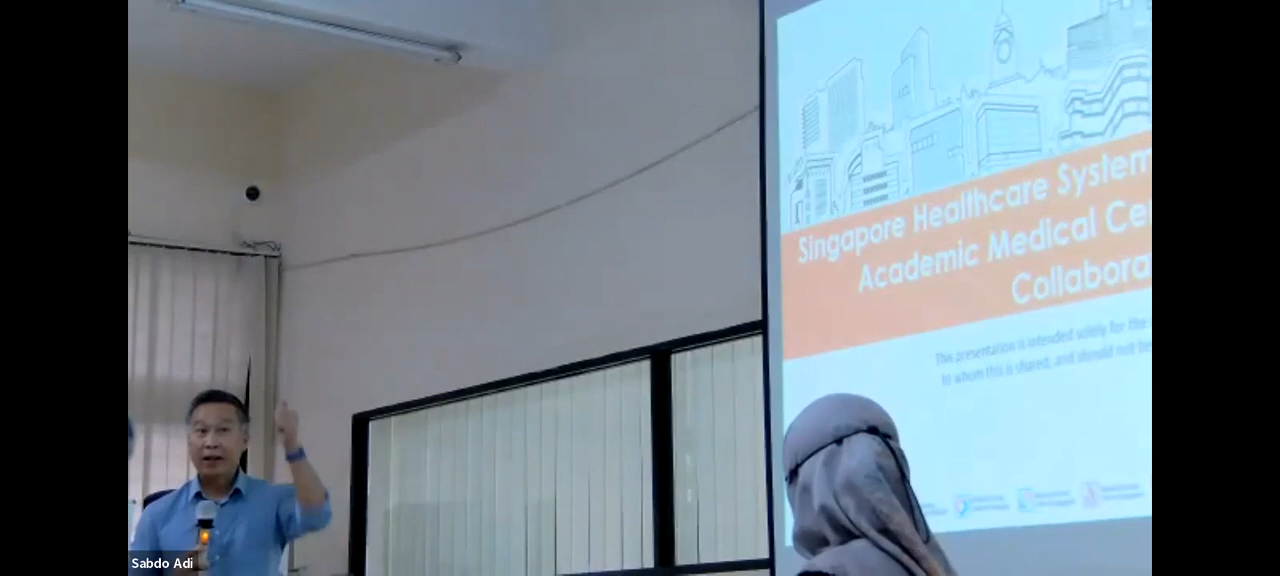 Singapore Healthcare System
Academic Medical Ce
Collabora
This presentation is intended solely for the
to whom this is shared, and should not be
Sabdo Adi